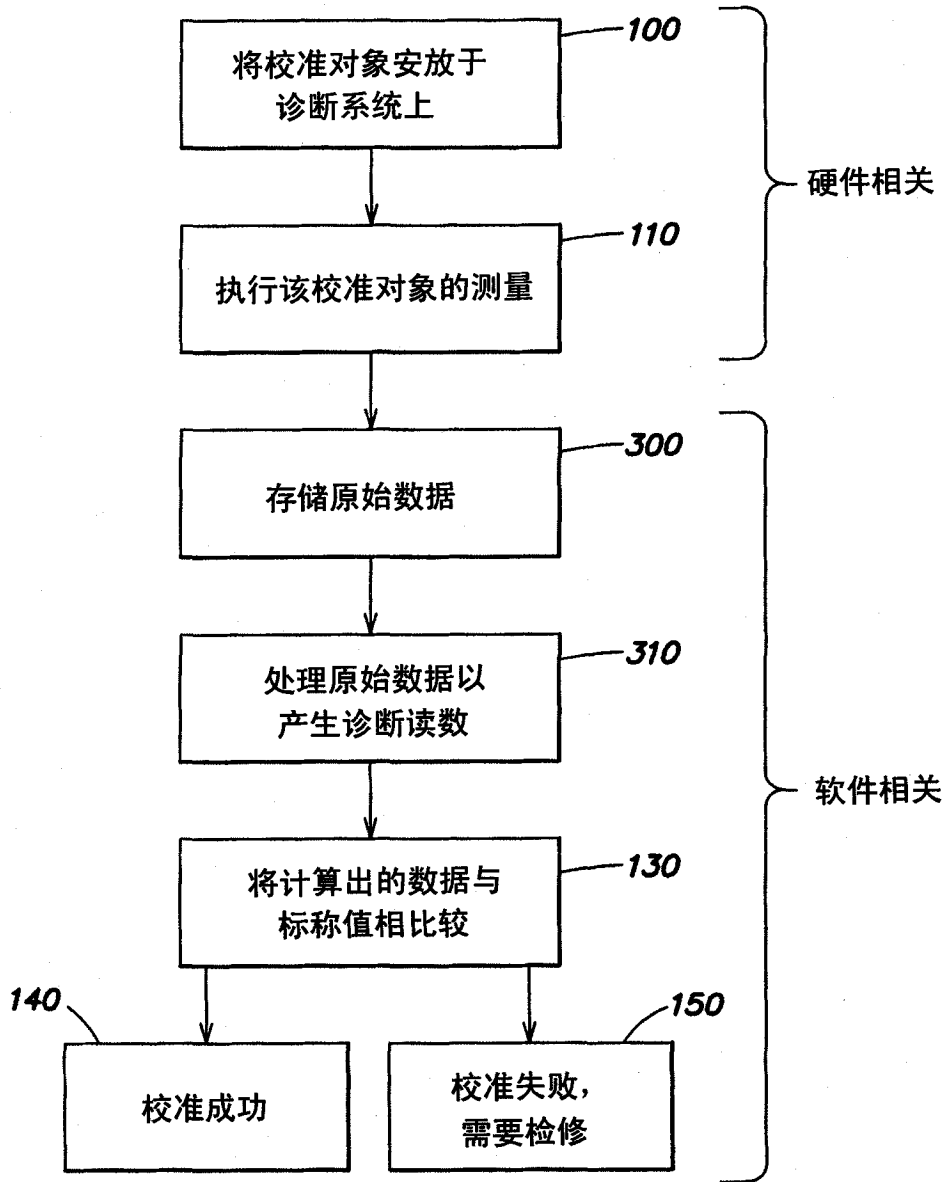 100
将校准对象安放于
诊断系统上
硬件相关
110
执行该校准对象的测量
300
存储原始数据
310
处理原始数据以
产生诊断读数
软件相关
130
将计算出的数据与
标称值相比较
140
校准成功
150
校准失败，
需要检修